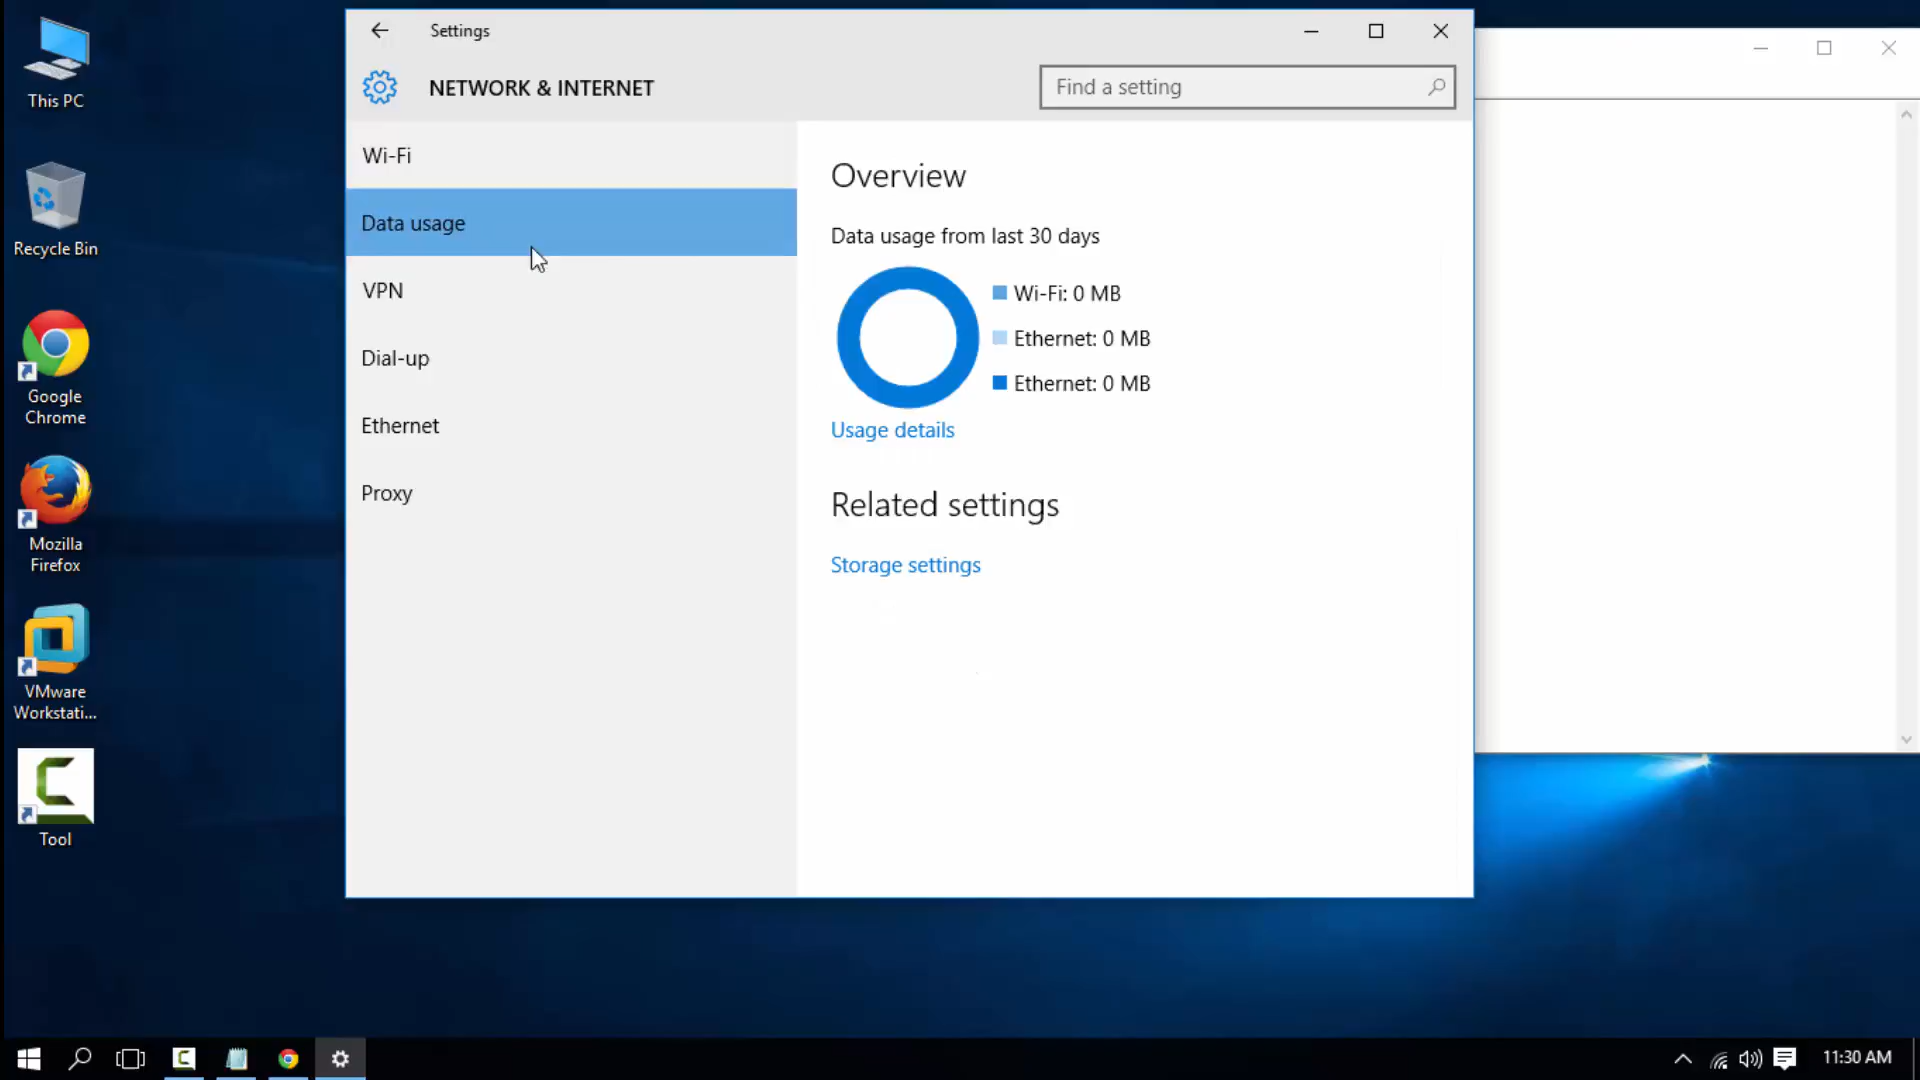 Settings
NETWORK & INTERNET
Find a setting
Wi-Fi
Data usage
VPN
Dial-up
Ethernet
Proxy
Overview
Data usage from last 30 days
Wi-Fi: 0 MB
Ethernet: 0 MB
Ethernet: 0 MB
Usage details
Related settings
Storage settings
This PC
Recycle Bin
Google
Chrome
Mozilla
Firefox
VMware
Workstati...
Tool
11:30 AM